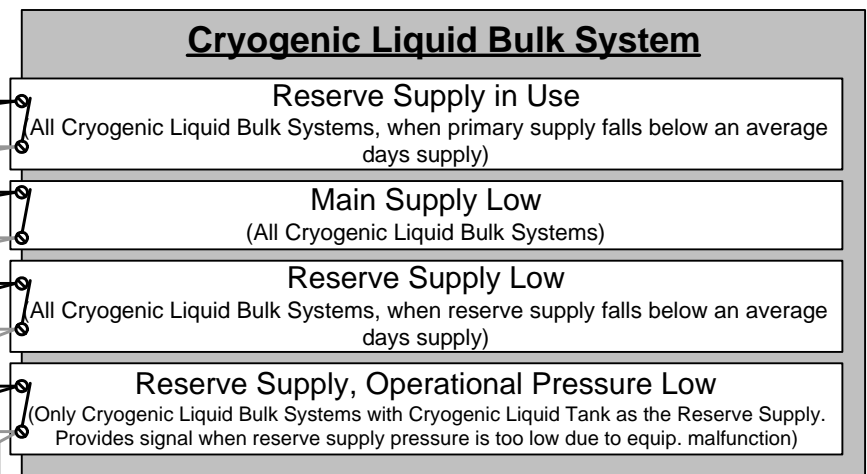 Cryogenic Liquid Bulk System
Reserve Supply in Use
(All Cryogenic Liquid Bulk Systems, when primary supply falls below an average
days supply)
Main Supply Low
(All Cryogenic Liquid Bulk Systems)
Reserve Supply Low
(All Cryogenic Liquid Bulk Systems, when reserve supply falls below an average
days supply)
Reserve Supply, Operational Pressure Low
(Only Cryogenic Liquid Bulk Systems with Cryogenic Liquid Tank as the Reserve Supply.
Provides signal when reserve supply pressure is too low due to equip. malfunction)